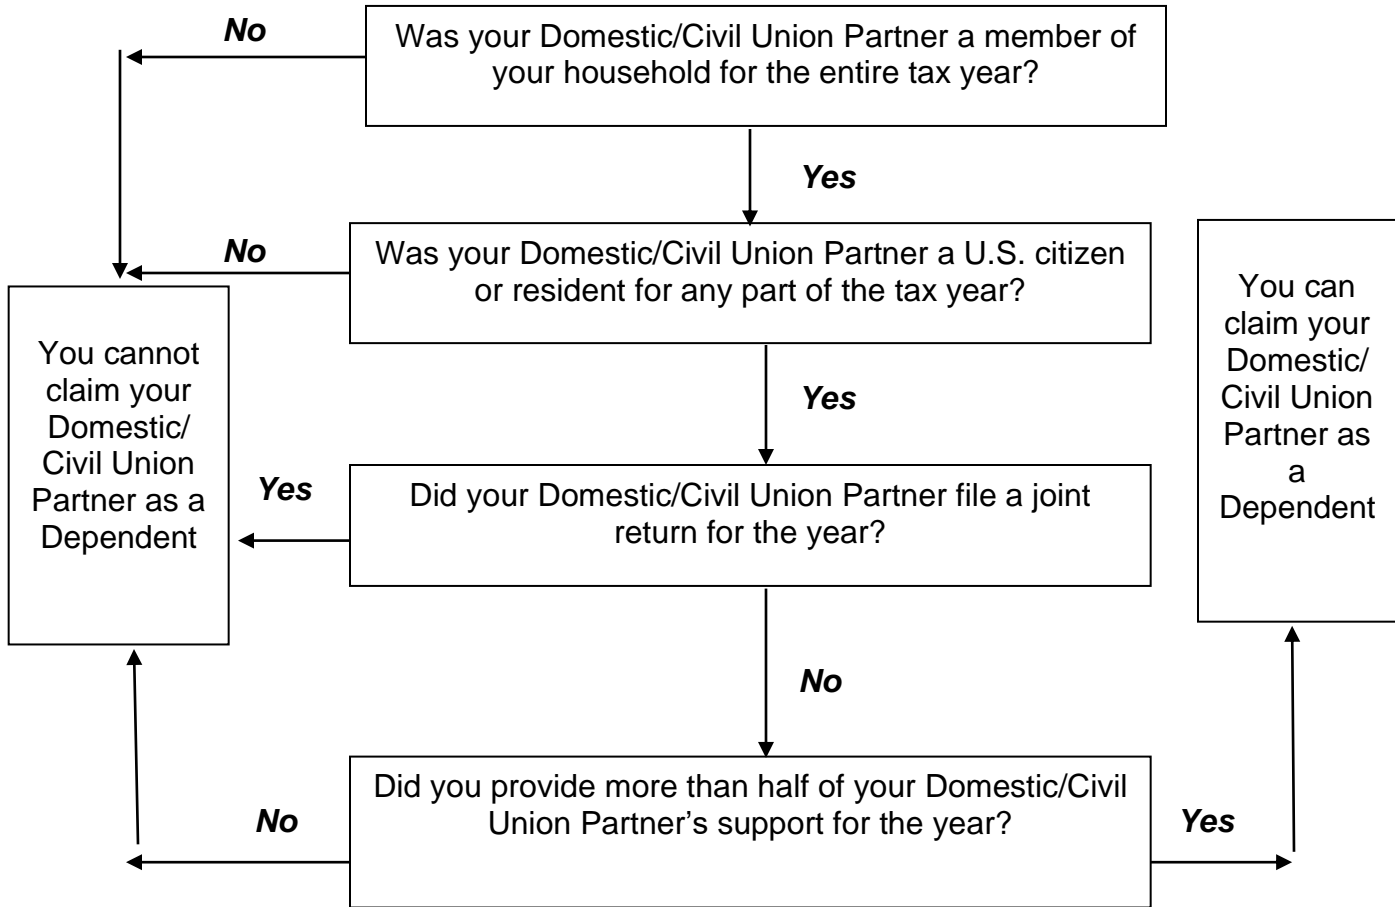 No
Was your Domestic/Civil Union Partner a member of
your household for the entire tax year?
Yes
No
Was your Domestic/Civil Union Partner a U.S. citizen
or resident for any part of the tax year?
You can
claim your
Domestic/
Civil Union
Partner as
a
Dependent
You cannot
claim your
Domestic/
Civil Union
Partner as a
Dependent
Yes
Yes
Did your Domestic/Civil Union Partner file a joint
return for the year?
No
Did you provide more than half of your Domestic/Civil
Union Partner’s support for the year?
No
Yes